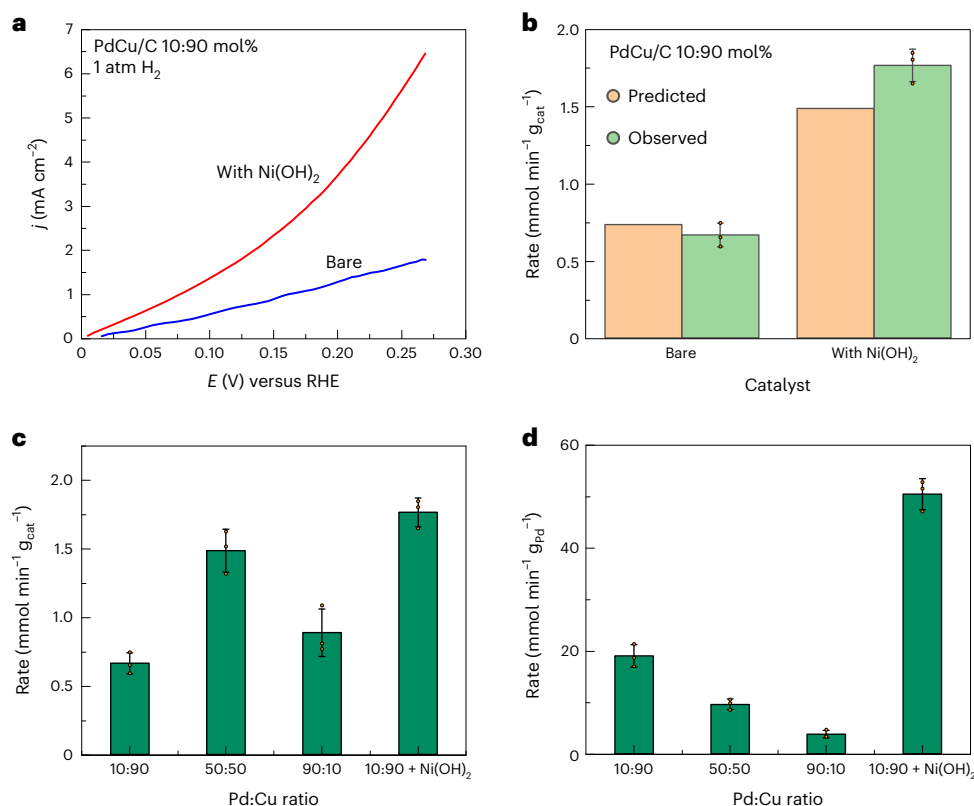 a
PdCu/C 10:90 mol%
1 atm H₂
With Ni(OH)₂
Bare
j (mA cm⁻²)
7
6
5
4
3
2
1
0
0
0.05
0.10
0.15
0.20
0.25
0.30
E (V) versus RHE
b
PdCu/C 10:90 mol%
Predicted
Observed
Rate (mmol min⁻¹ g_cat⁻¹)
2.0
1.5
1.0
0.5
0
Bare
With Ni(OH)₂
Catalyst
c
Rate (mmol min⁻¹ g_cat⁻¹)
2.0
1.5
1.0
0.5
0
10:90
50:50
90:10
10:90 + Ni(OH)₂
Pd:Cu ratio
d
Rate (mmol min⁻¹ g_Pd⁻¹)
60
40
20
0
10:90
50:50
90:10
10:90 + Ni(OH)₂
Pd:Cu ratio